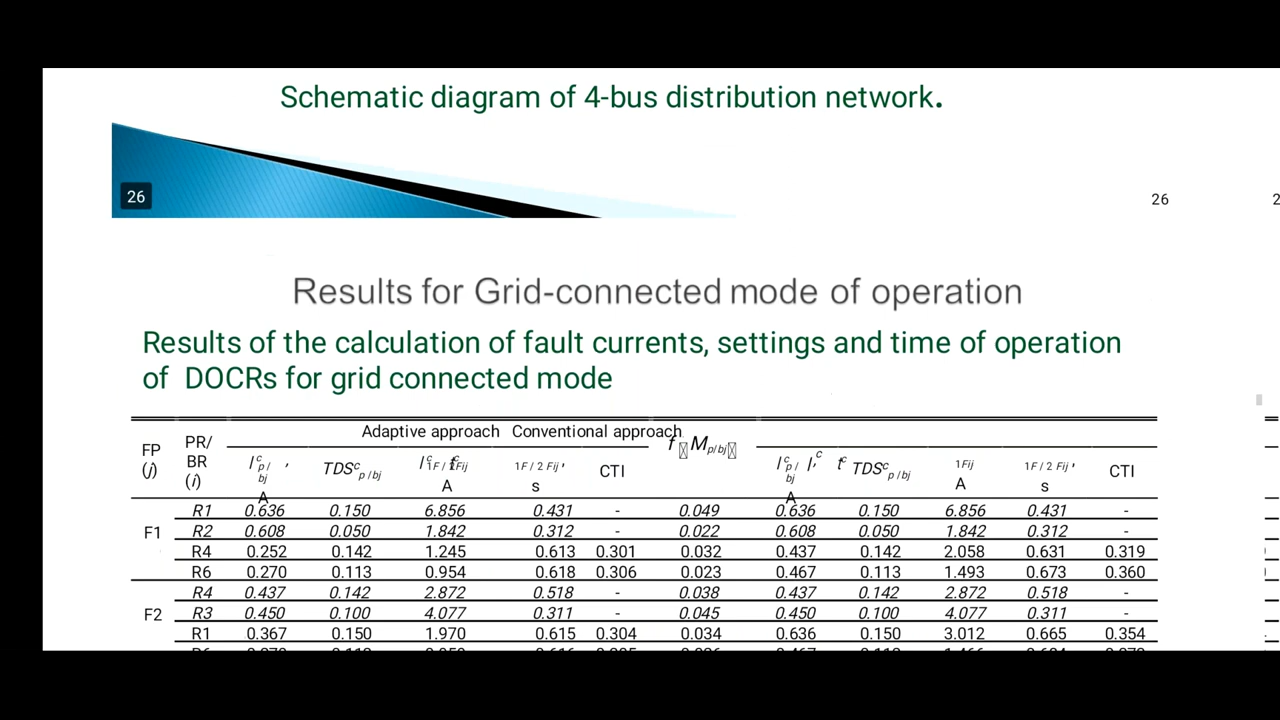 Schematic diagram of 4-bus distribution network.
26
26
Results for Grid-connected mode of operation
Results of the calculation of fault currents, settings and time of operation
of DOCRs for grid connected mode
Adaptive approach Conventional approach
FP (j) PR/ BR (i) TDSᶜp/bj A s CTI f Mp/bj TDSᶜp/bj 1Fij A 1F / 2 Fij, s CTI
R1 0.636 0.150 6.856 0.431 - 0.049 0.636 0.150 6.856 0.431 -
F1 R2 0.608 0.050 1.842 0.312 - 0.022 0.608 0.050 1.842 0.312 -
R4 0.252 0.142 1.245 0.613 0.301 0.032 0.437 0.142 2.058 0.631 0.319
R6 0.270 0.113 0.954 0.618 0.306 0.023 0.467 0.113 1.493 0.673 0.360
R4 0.437 0.142 2.872 0.518 - 0.038 0.437 0.142 2.872 0.518 -
F2 R3 0.450 0.100 4.077 0.311 - 0.045 0.450 0.100 4.077 0.311 -
R1 0.367 0.150 1.970 0.615 0.304 0.034 0.636 0.150 3.012 0.665 0.354